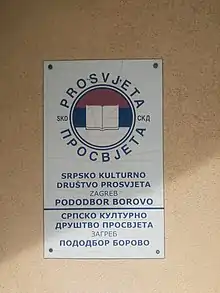 PROSVJETA
SKD СКД
ПРОСВЈЕТА
SRPSKO KULTURNO
DRUŠTVO PROSVJETA
ZAGREB
PODODBOR BOROVO
СРПСКО КУЛТУРНО
ДРУШТВО ПРОСВЈЕТА
ЗАГРЕБ
ПОДОДБОР БОРОВО